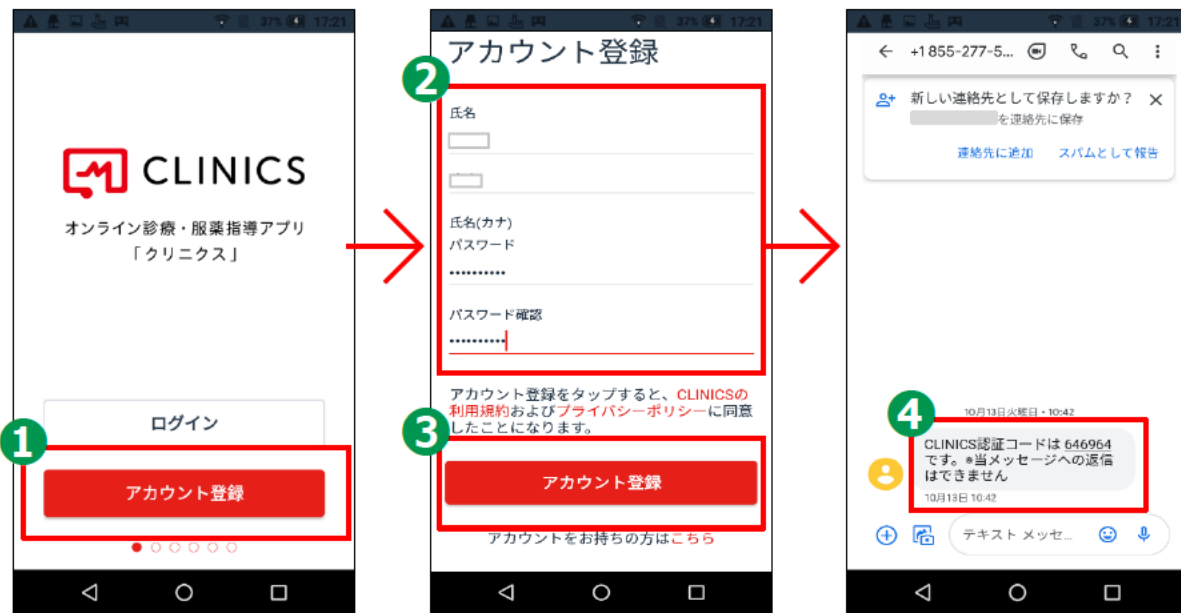 37% 17:21
CLINICS
オンライン診療・服薬指導アプリ
「クリニクス」
ログイン
1
アカウント登録
37% 17:21
アカウント登録
2
氏名
氏名(カナ)
パスワード
••••••••••
パスワード確認
••••••••••
アカウント登録をタップすると、CLINICSの
利用規約およびプライバシーポリシーに同意
したことになります。
3
アカウント登録
アカウントをお持ちの方はこちら
37% 17:21
+1 855-277-5...
新しい連絡先として保存しますか？
を連絡先に保存
連絡先に追加 スパムとして報告
10月13日火曜日・10:42
4
CLINICS認証コードは 646964
です。※当メッセージへの返信
はできません
10月13日 10:42
テキスト メッセ...